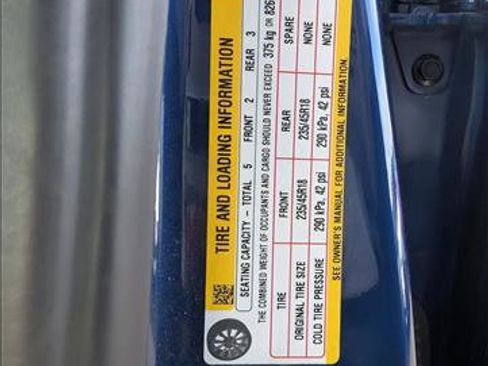 TIRE AND LOADING INFORMATION
SEATING CAPACITY – TOTAL 5 FRONT 2 REAR 3
THE COMBINED WEIGHT OF OCCUPANTS AND CARGO SHOULD NEVER EXCEED 375 kg OR 826
TIRE FRONT REAR SPARE
ORIGINAL TIRE SIZE 235/45R18 235/45R18 NONE
COLD TIRE PRESSURE 290 kPa, 42 psi 290 kPa, 42 psi NONE
SEE OWNER'S MANUAL FOR ADDITIONAL INFORMATION